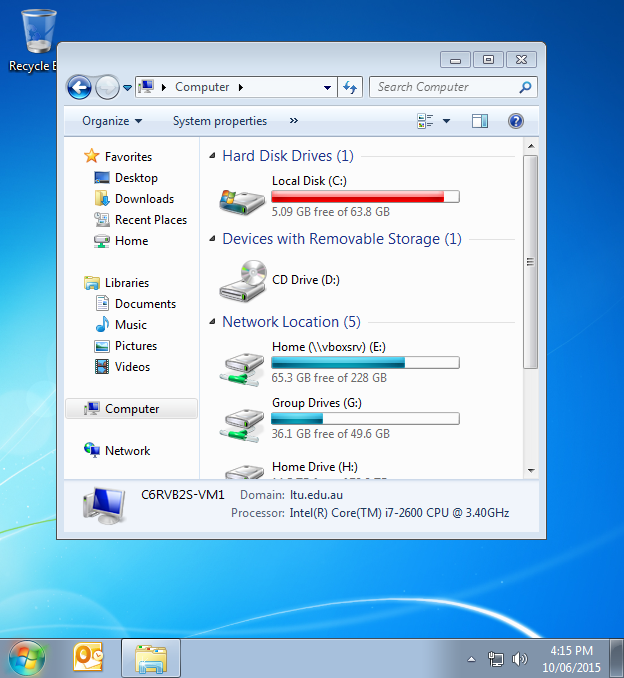 Recycle B
Computer
Search Computer
Organize
System properties
»
Favorites
Desktop
Downloads
Recent Places
Home
Libraries
Documents
Music
Pictures
Videos
Computer
Network
Hard Disk Drives (1)
Local Disk (C:)
5.09 GB free of 63.8 GB
Devices with Removable Storage (1)
CD Drive (D:)
Network Location (5)
Home (\\vboxsrv) (E:)
65.3 GB free of 228 GB
Group Drives (G:)
36.1 GB free of 49.6 GB
Home Drive (H:)
C6RVB2S-VM1 Domain: ltu.edu.au
Processor: Intel(R) Core(TM) i7-2600 CPU @ 3.40GHz
4:15 PM
10/06/2015